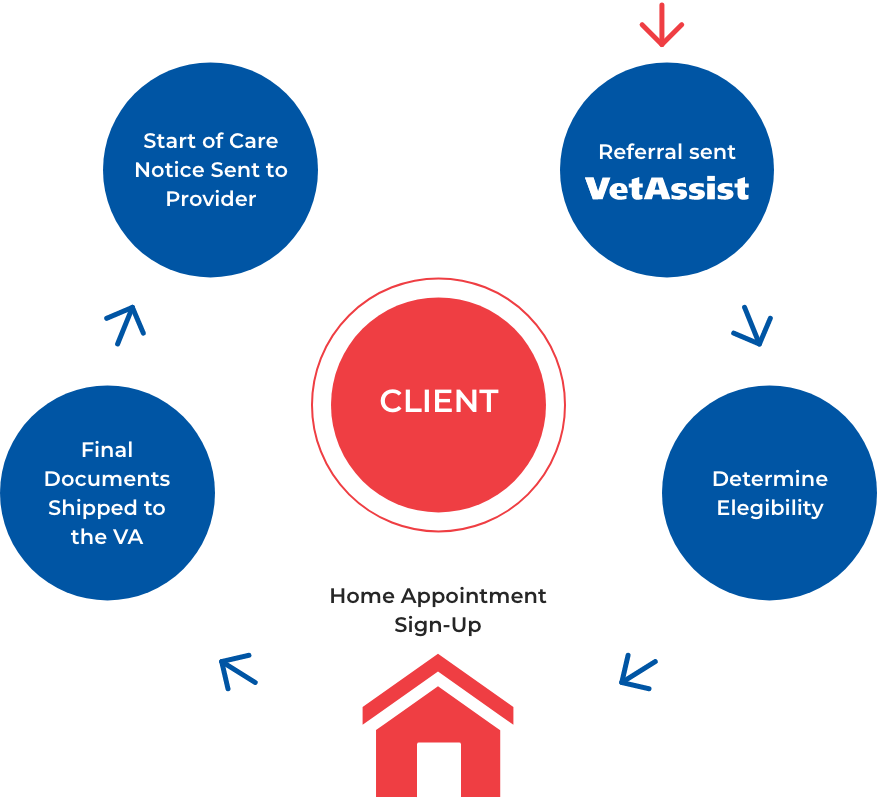 Referral sent
VetAssist
Determine
Elegibility
Home Appointment
Sign-Up
Final
Documents
Shipped to
the VA
Start of Care
Notice Sent to
Provider
CLIENT